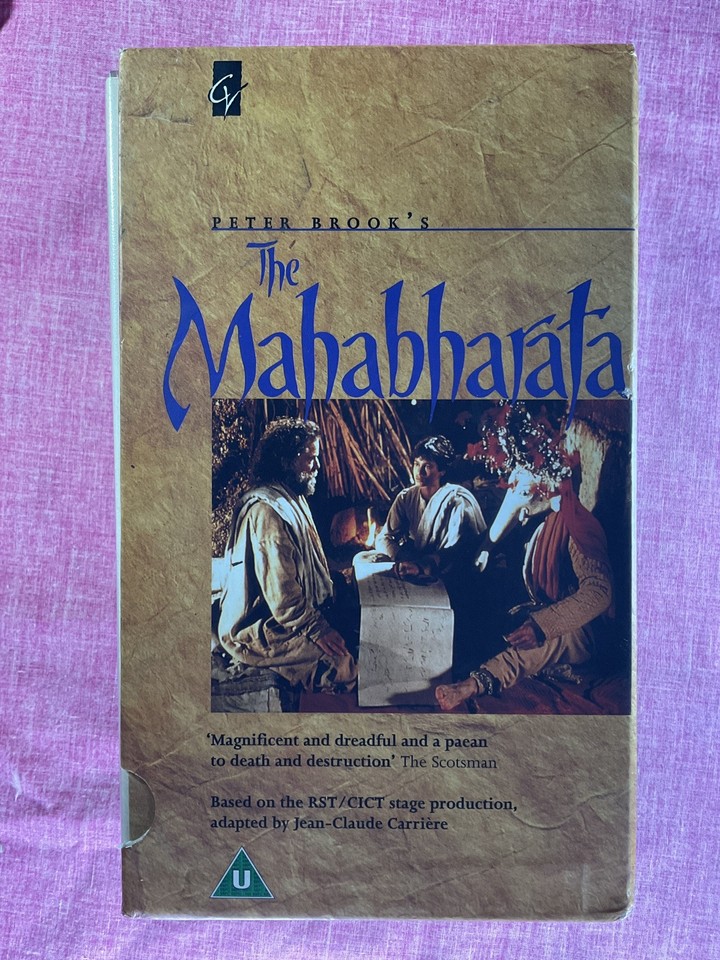 CV
PETER BROOK'S
The
Mahabharata
'Magnificent and dreadful and a paean
to death and destruction' The Scotsman
Based on the RST/CICT stage production,
adapted by Jean-Claude Carrière
U